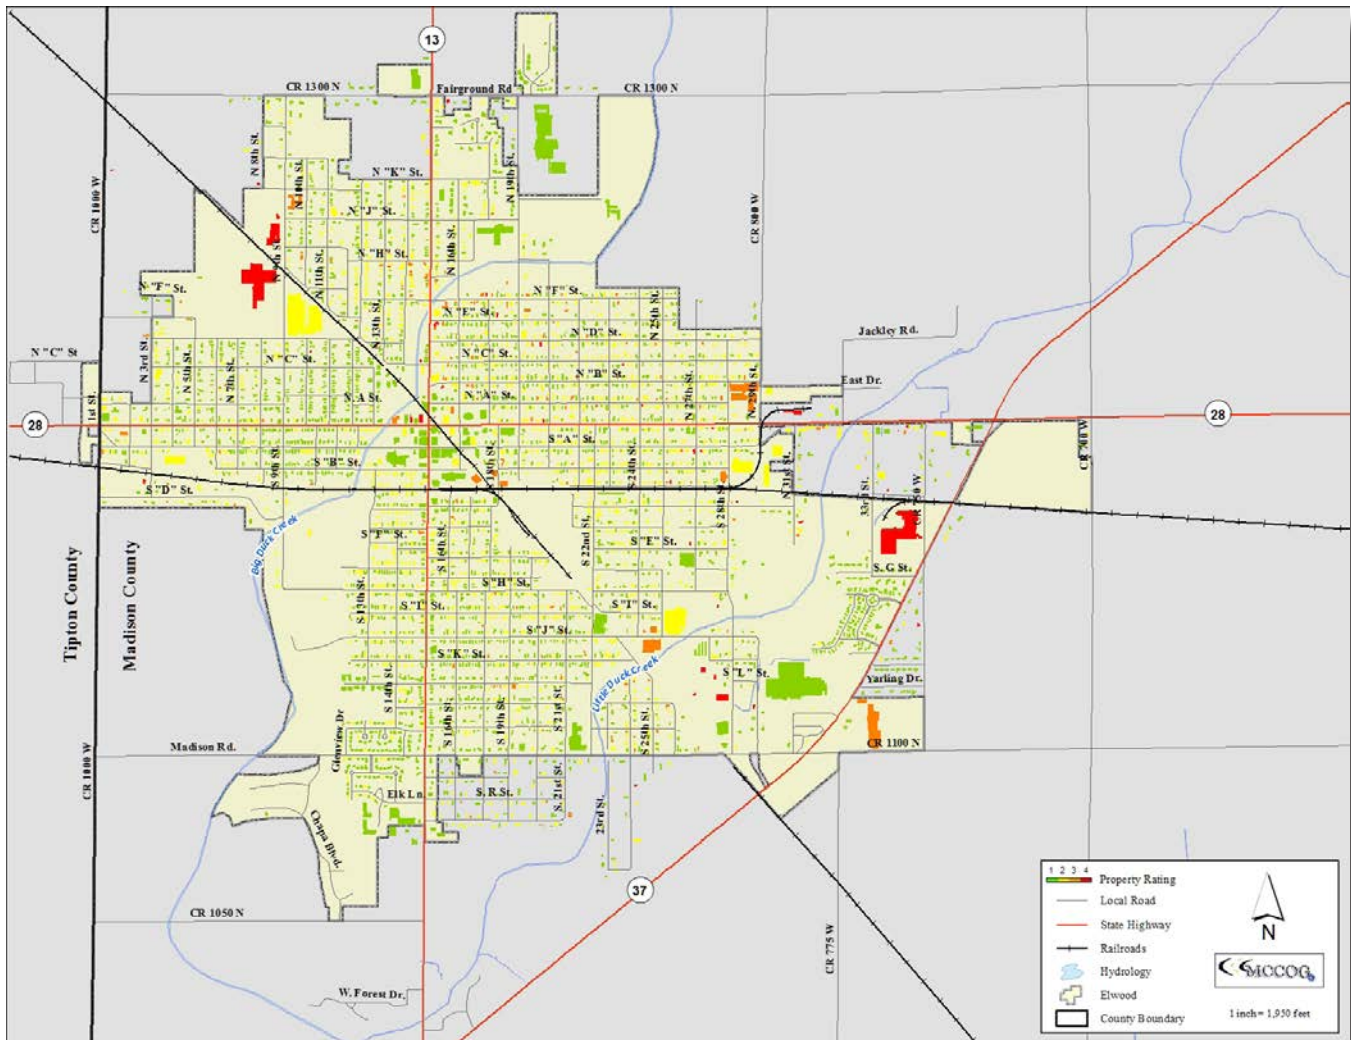 13
CR 1300 N
Fairground Rd
CR 1300 N
N 8th St.
N 10th St.
N "K" St.
N 19th St.
CR 1000 W
CR 800 W
N "J" St.
N "H" St.
N 16th St.
N 9th St.
N 11th St.
N "F" St.
N "F" St.
N 13th St.
N "E" St.
N 25th St.
N "D" St.
Jackley Rd.
N "C" St
N 3rd St.
N 5th St.
N 7th St.
N "C" St.
N "C" St.
N "B" St.
N "A" St.
N. A St.
N 27th St.
N. 29th St.
East Dr.
1st St.
28
28
S "A" St.
CR 700 W
S "B" St.
S 9th St.
S 18th St.
S 24th St.
S "D" St.
S 28th St.
N 31st St.
33rd St.
CR 750 W
Big Duck Creek
S "F" St.
S 16th St.
S 22nd St.
S "E" St.
S. G St.
S "H" St.
S 13th St.
S "I" St.
S "I" St.
S "J" St.
S "K" St.
Tipton County
Madison County
Little Duck Creek
S "L" St.
Yarling Dr.
S 14th St.
S 16th St.
S 19th St.
S 21st St.
S 25th St.
Glenview Dr
Madison Rd.
CR 1100 N
CR 1000 W
Elk Ln.
S. R St.
S. 21st St.
23rd St.
Chapa Blvd.
37
CR 1050 N
CR 775 W
W. Forest Dr.
1 2 3 4
Property Rating
Local Road
State Highway
Railroads
Hydrology
Elwood
County Boundary
N
MCCOG
1 inch = 1,950 feet